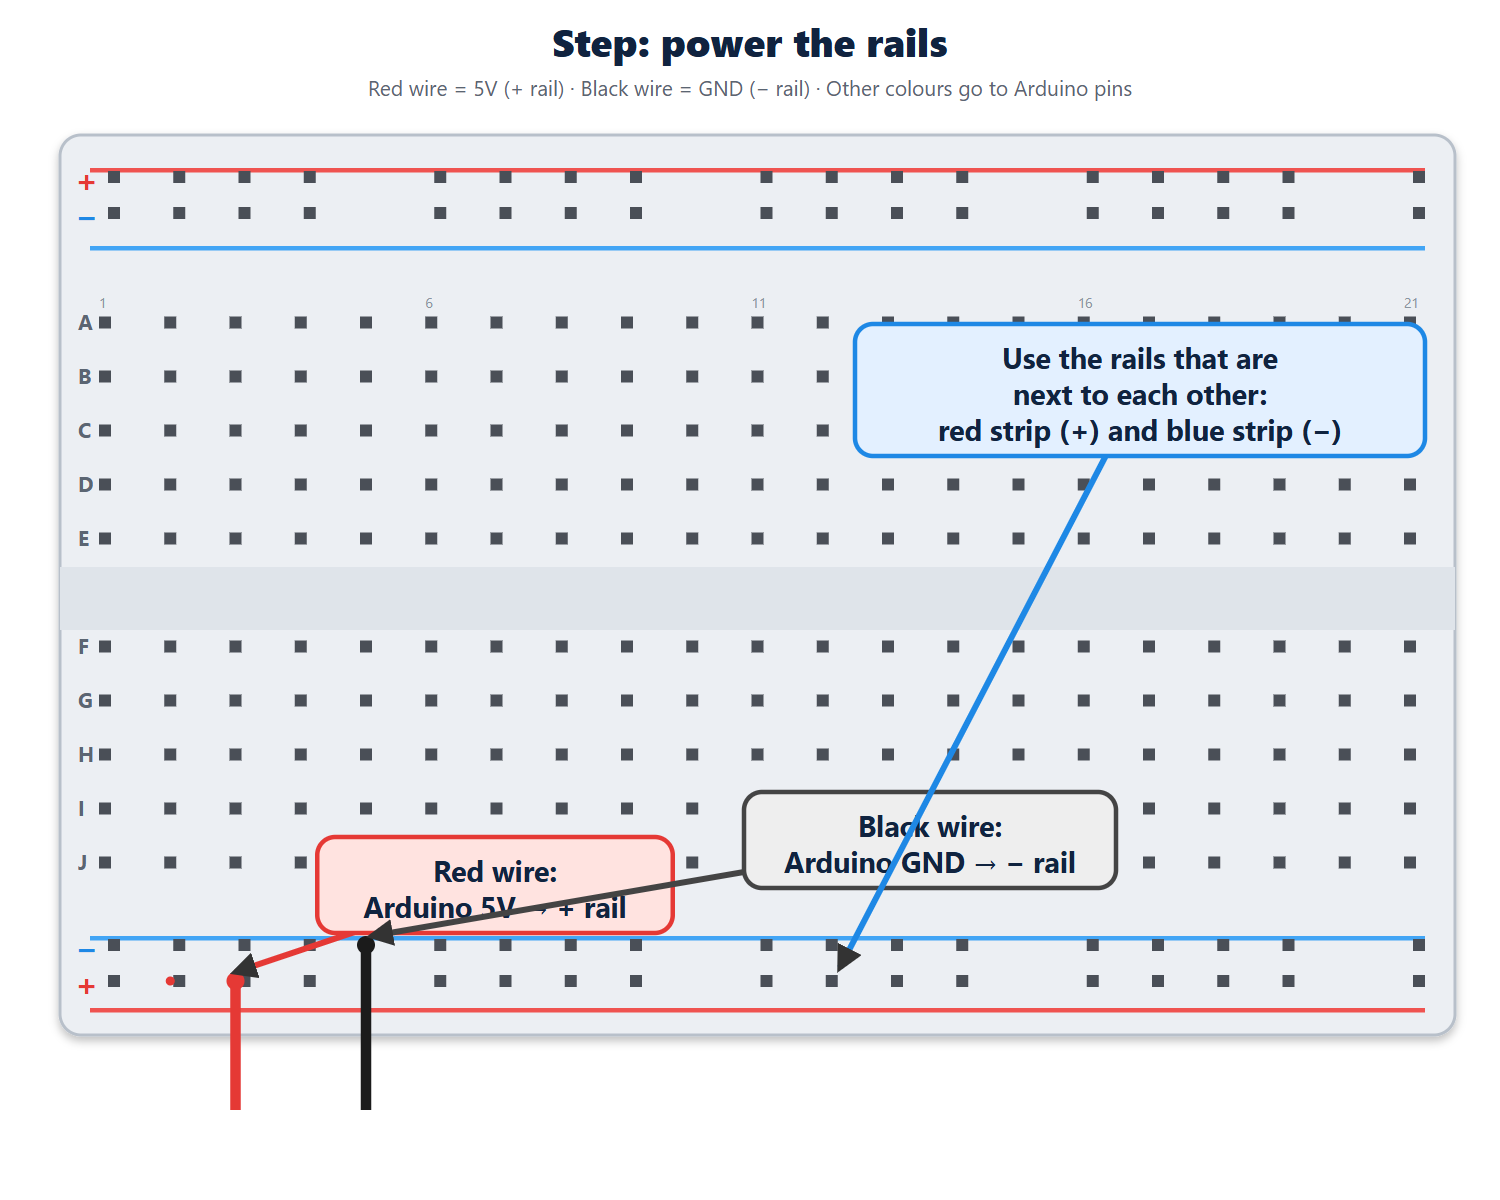 Step: power the rails
Red wire = 5V (+ rail) · Black wire = GND (− rail) · Other colours go to Arduino pins
+
−
1 6 11 16 21
A
B
C
D
E
Use the rails that are
next to each other:
red strip (+) and blue strip (−)
F
G
H
I
J
Black wire:
Arduino GND → − rail
Red wire:
Arduino 5V → + rail
−
+